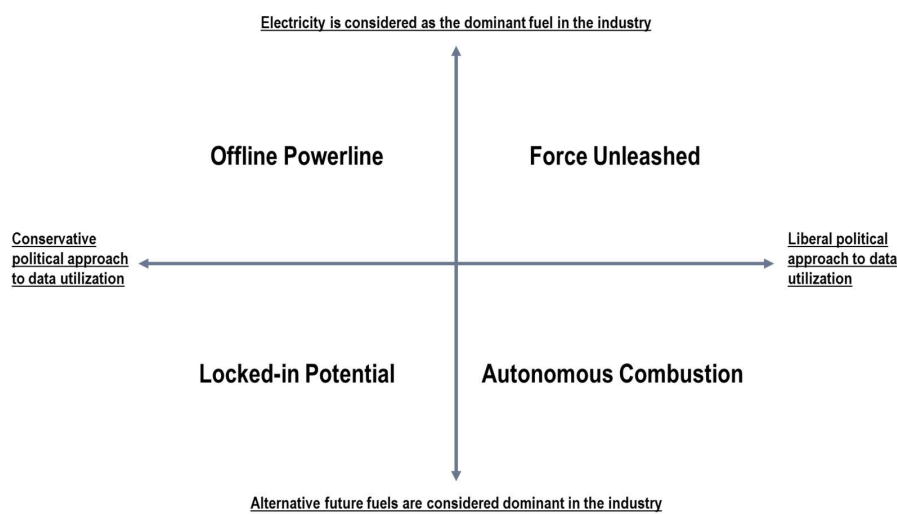 Electricity is considered as the dominant fuel in the industry
Offline Powerline
Force Unleashed
Conservative
political approach
to data utilization
Liberal political
approach to data
utilization
Locked-in Potential
Autonomous Combustion
Alternative future fuels are considered dominant in the industry